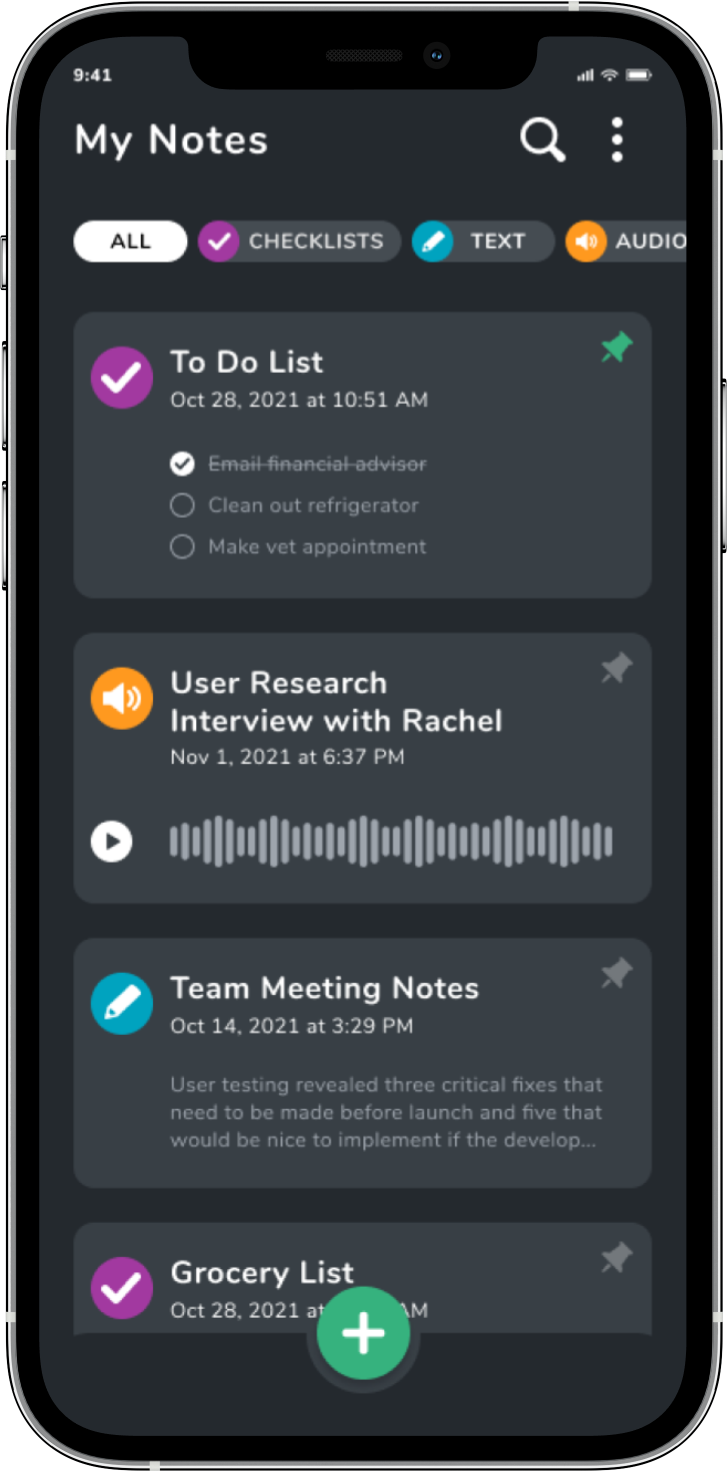 9:41
My Notes
ALL CHECKLISTS TEXT AUDIO
To Do List
Oct 28, 2021 at 10:51 AM
Email financial advisor
Clean out refrigerator
Make vet appointment
User Research
Interview with Rachel
Nov 1, 2021 at 6:37 PM
Team Meeting Notes
Oct 14, 2021 at 3:29 PM
User testing revealed three critical fixes that
need to be made before launch and five that
would be nice to implement if the develop...
Grocery List
Oct 28, 2021 at AM